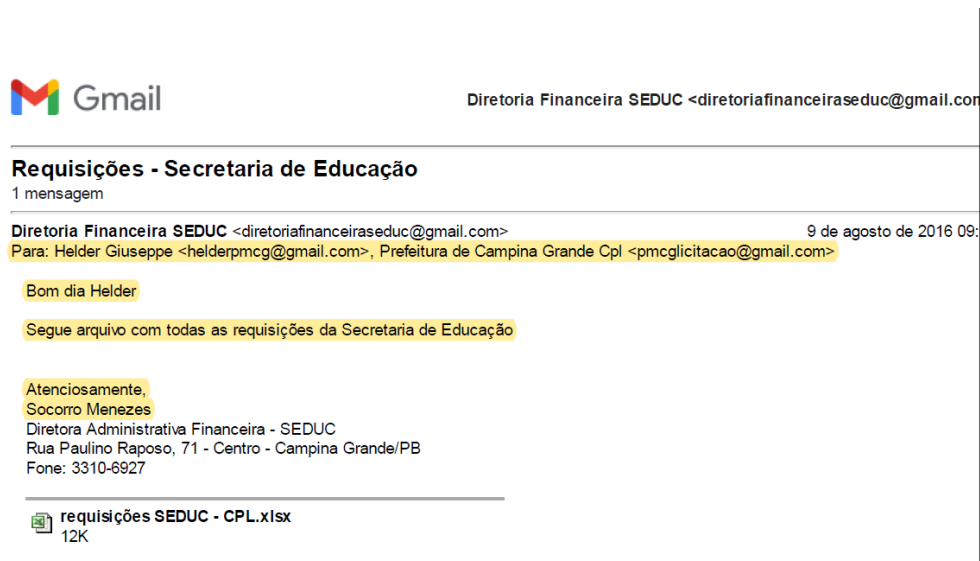 Gmail
Diretoria Financeira SEDUC <diretoriafinanceiraseduc@gmail.com
Requisições - Secretaria de Educação
1 mensagem
Diretoria Financeira SEDUC <diretoriafinanceiraseduc@gmail.com> 9 de agosto de 2016 09:
Para: Helder Giuseppe <helderpmcg@gmail.com>, Prefeitura de Campina Grande Cpl <pmcglicitacao@gmail.com>
Bom dia Helder
Segue arquivo com todas as requisições da Secretaria de Educação
Atenciosamente,
Socorro Menezes
Diretora Administrativa Financeira - SEDUC
Rua Paulino Raposo, 71 - Centro - Campina Grande/PB
Fone: 3310-6927
requisições SEDUC - CPL.xlsx
12K